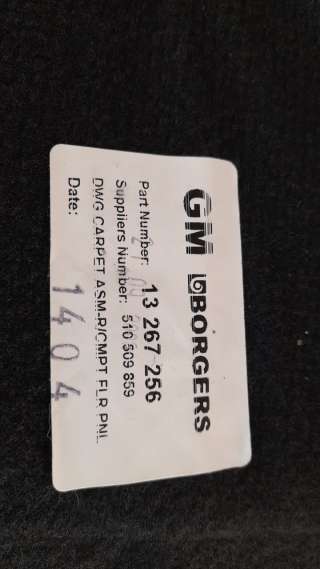 GM BORGERS
Part Number: 13 267 256
Suppliers Number: 510 509 859
DWG CARPET ASM-R/CMPT FLR PNL
Date: 1404